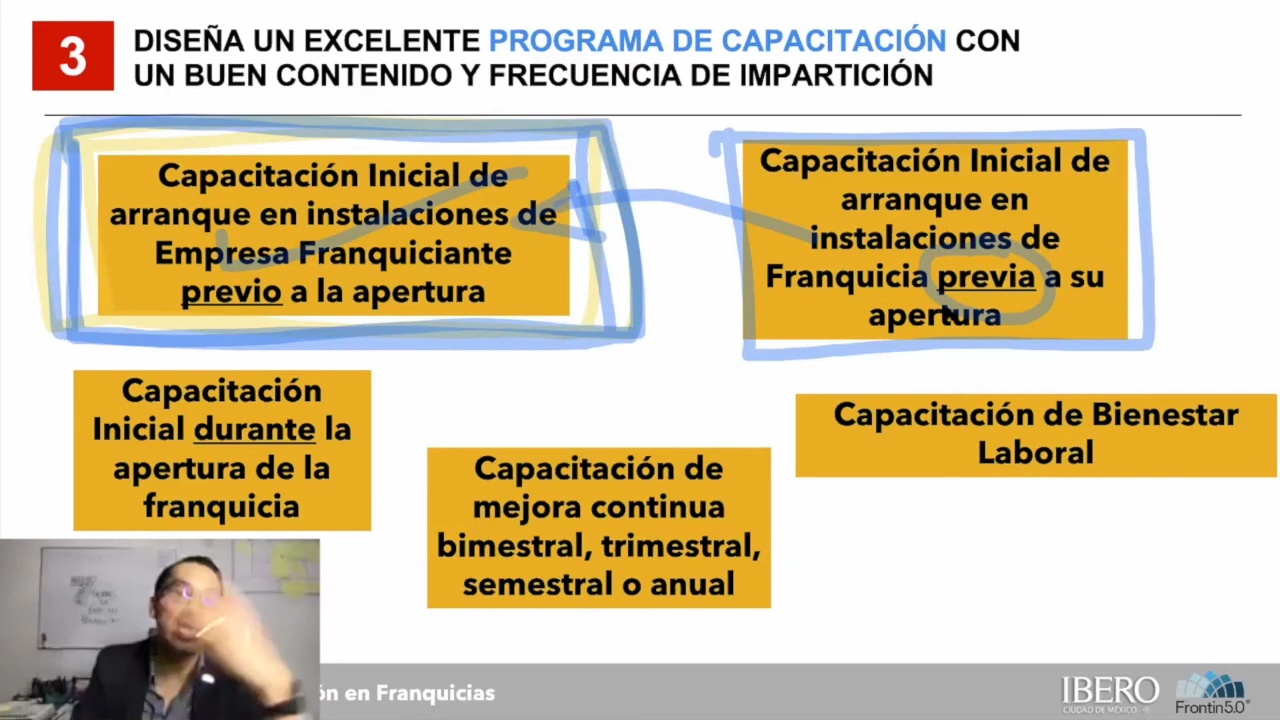 3
DISEÑA UN EXCELENTE PROGRAMA DE CAPACITACIÓN CON
UN BUEN CONTENIDO Y FRECUENCIA DE IMPARTICIÓN
Capacitación Inicial de
arranque en instalaciones de
Empresa Franquiciante
previo a la apertura
Capacitación Inicial de
arranque en
instalaciones de
Franquicia previa a su
apertura
Capacitación
Inicial durante la
apertura de la
franquicia
Capacitación de
mejora continua
bimestral, trimestral,
semestral o anual
Capacitación de Bienestar
Laboral
ón en Franquicias
IBERO
CIUDAD DE MÉXICO ®
Frontin5.0®